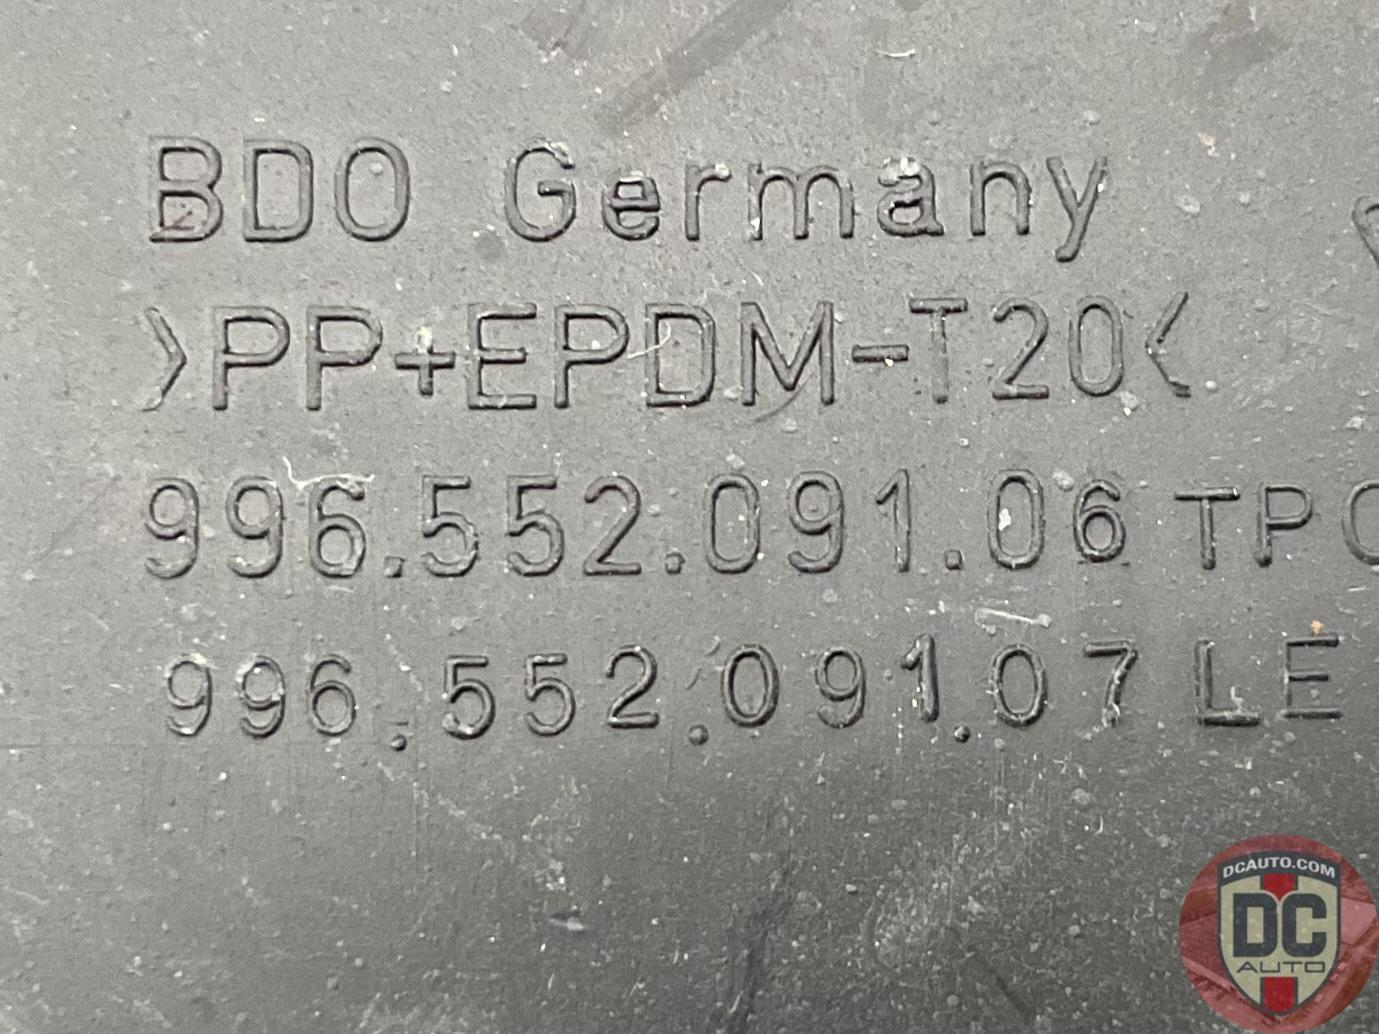 BDO Germany
>PP+EPDM-T20<
996.552.091.06 TPO
996.552.091.07 LE
DCAUTO.COM
DC
AUTO